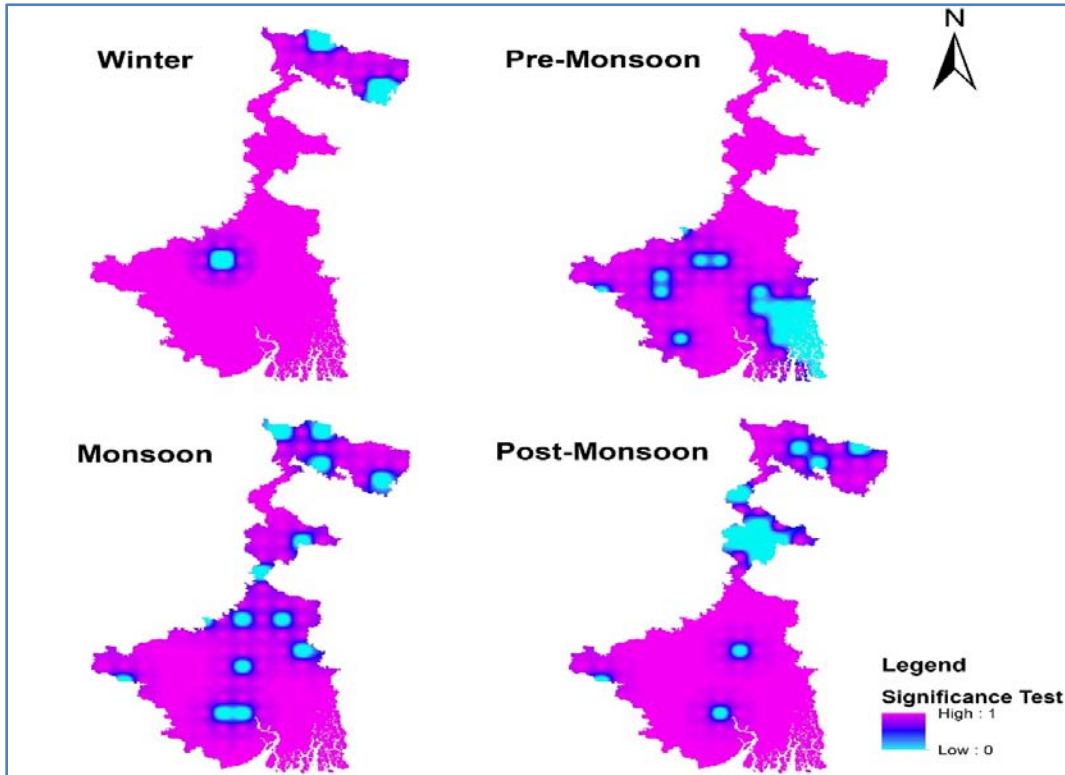 N
Winter
Pre-Monsoon
Monsoon
Post-Monsoon
Legend
Significance Test
High : 1
Low : 0